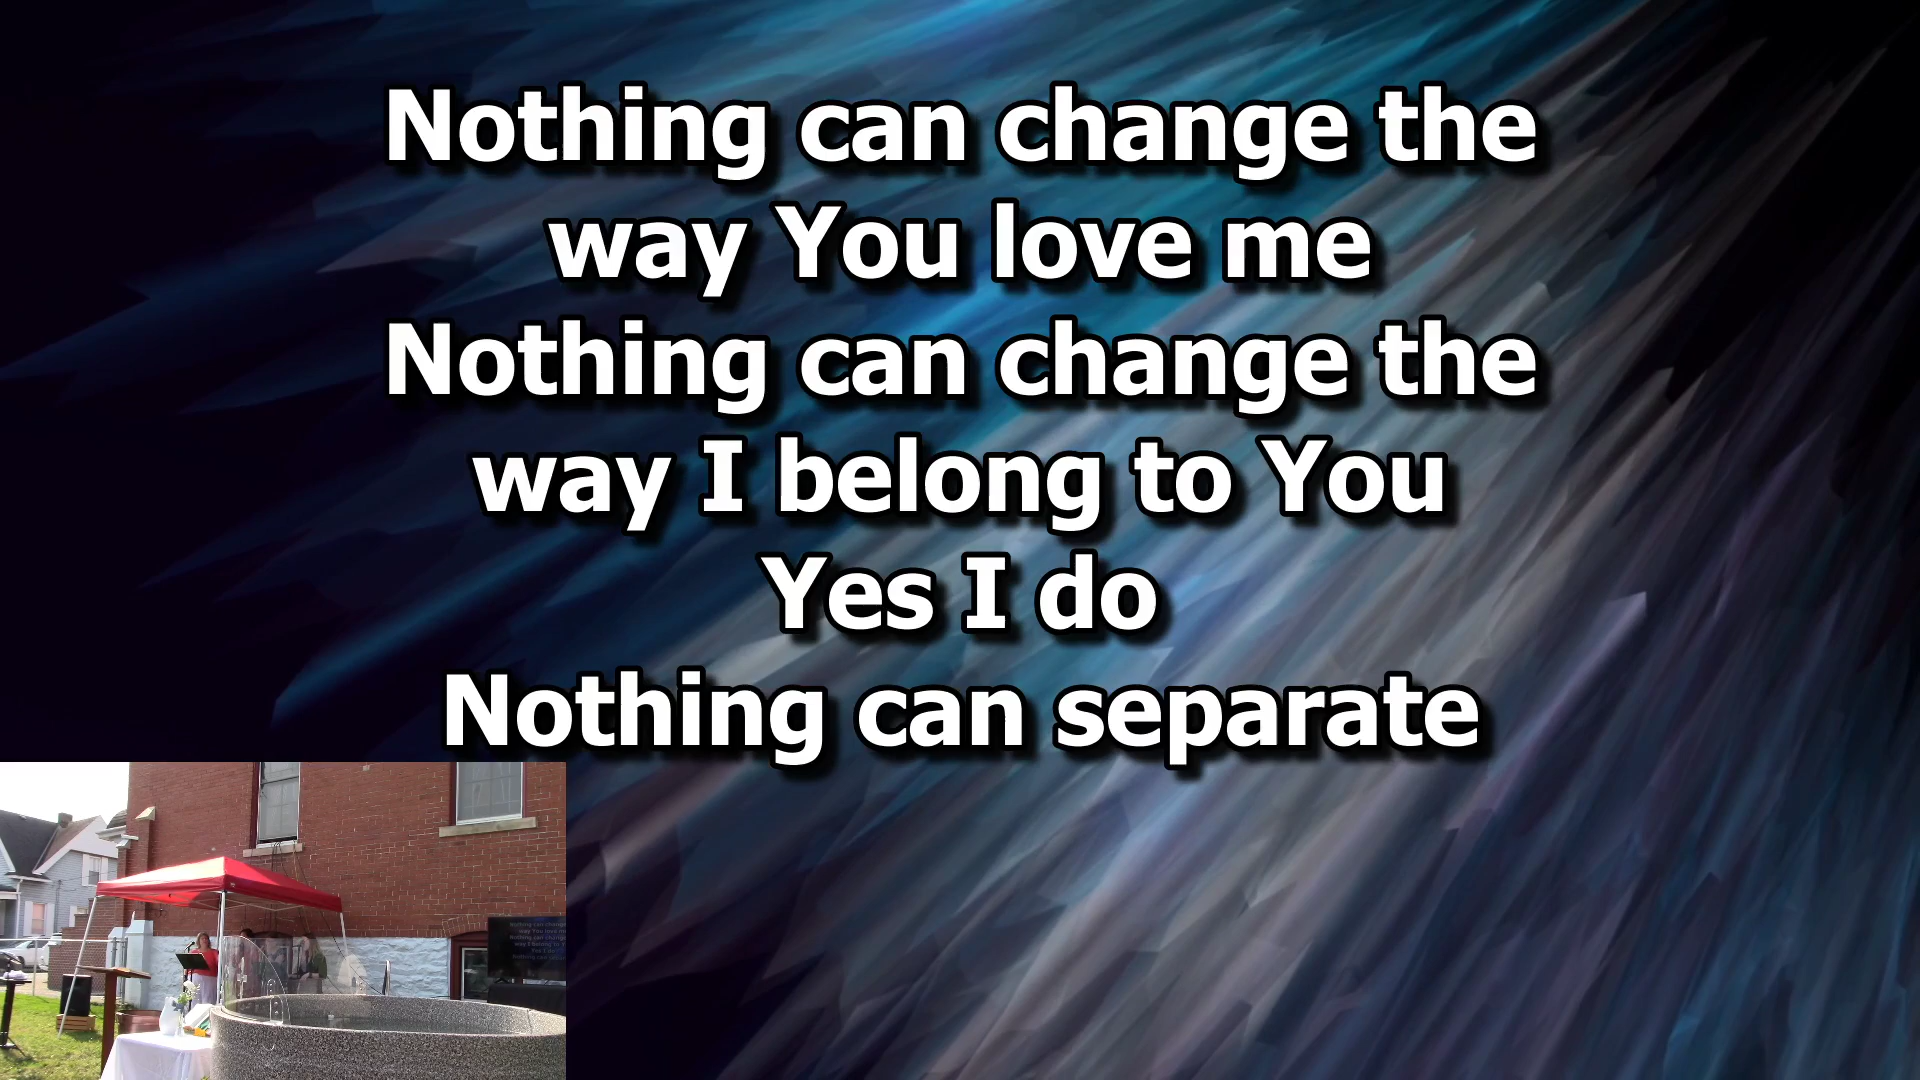 Nothing can change the
way You love me
Nothing can change the
way I belong to You
Yes I do
Nothing can separate